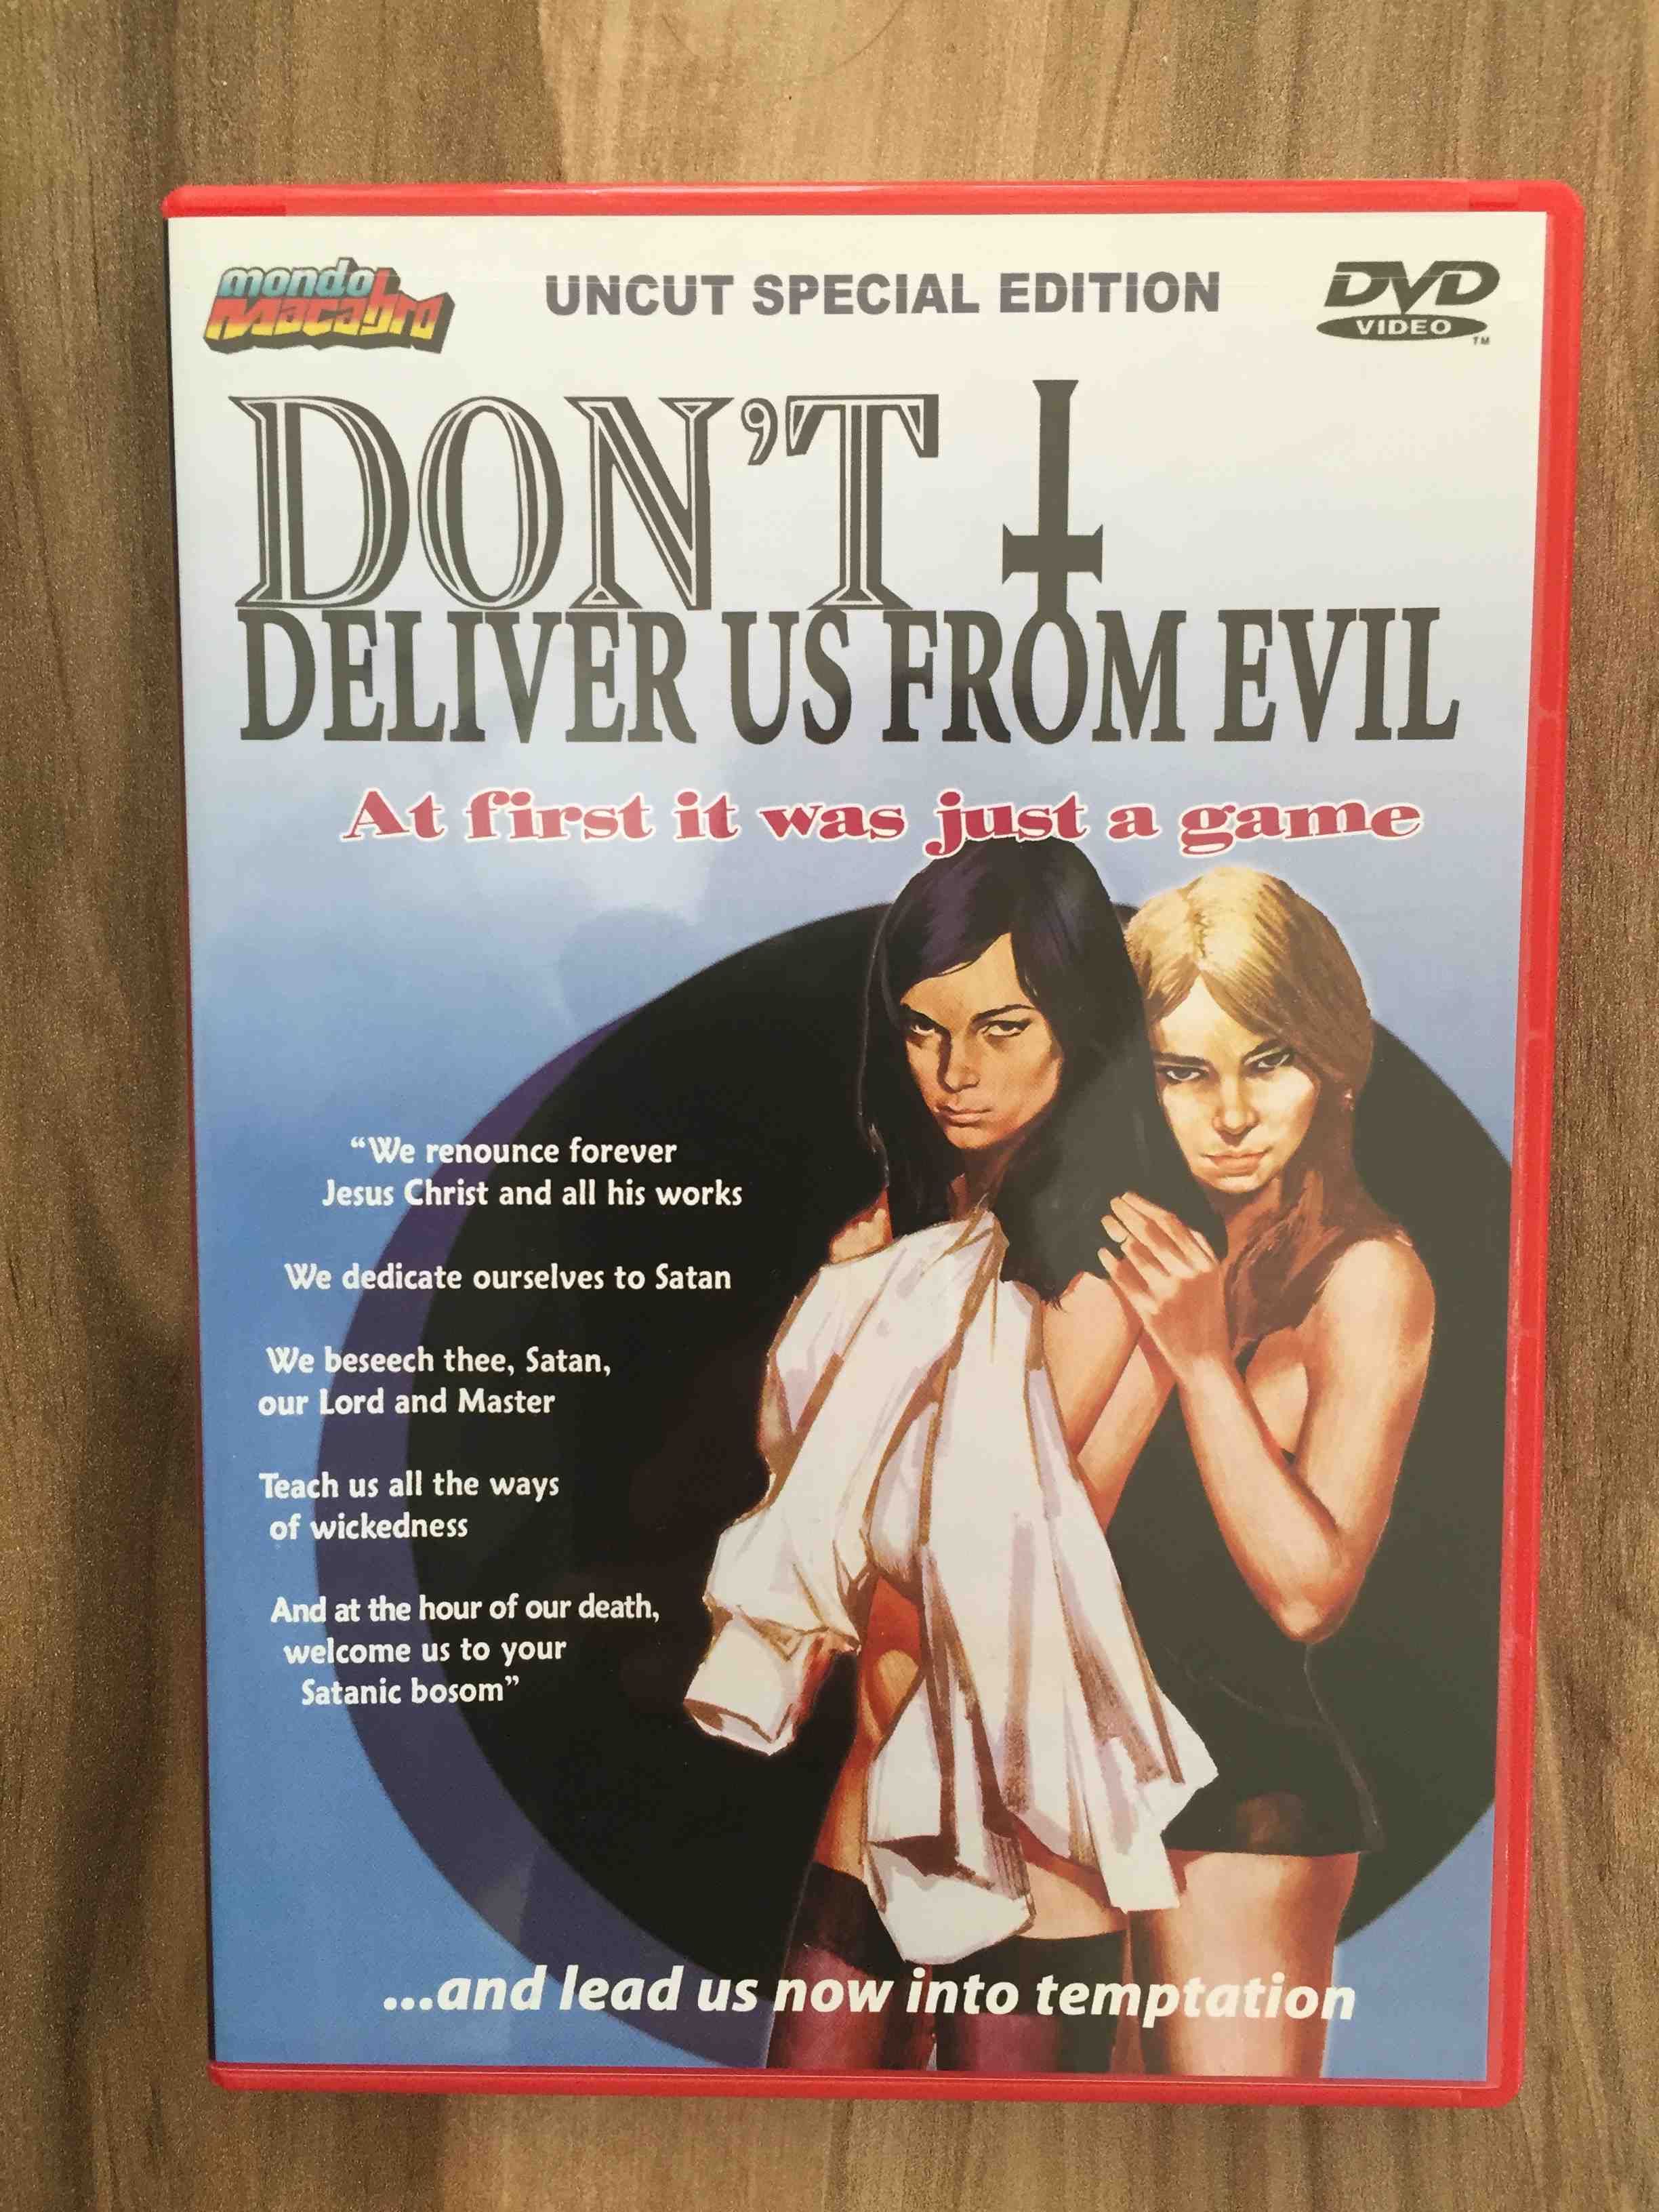 mondo
macabro
UNCUT SPECIAL EDITION
DVD
VIDEO
TM
DON'T
DELIVER US FROM EVIL
At first it was just a game
“We renounce forever
Jesus Christ and all his works
We dedicate ourselves to Satan
We beseech thee, Satan,
our Lord and Master
Teach us all the ways
of wickedness
And at the hour of our death,
welcome us to your
Satanic bosom”
...and lead us now into temptation